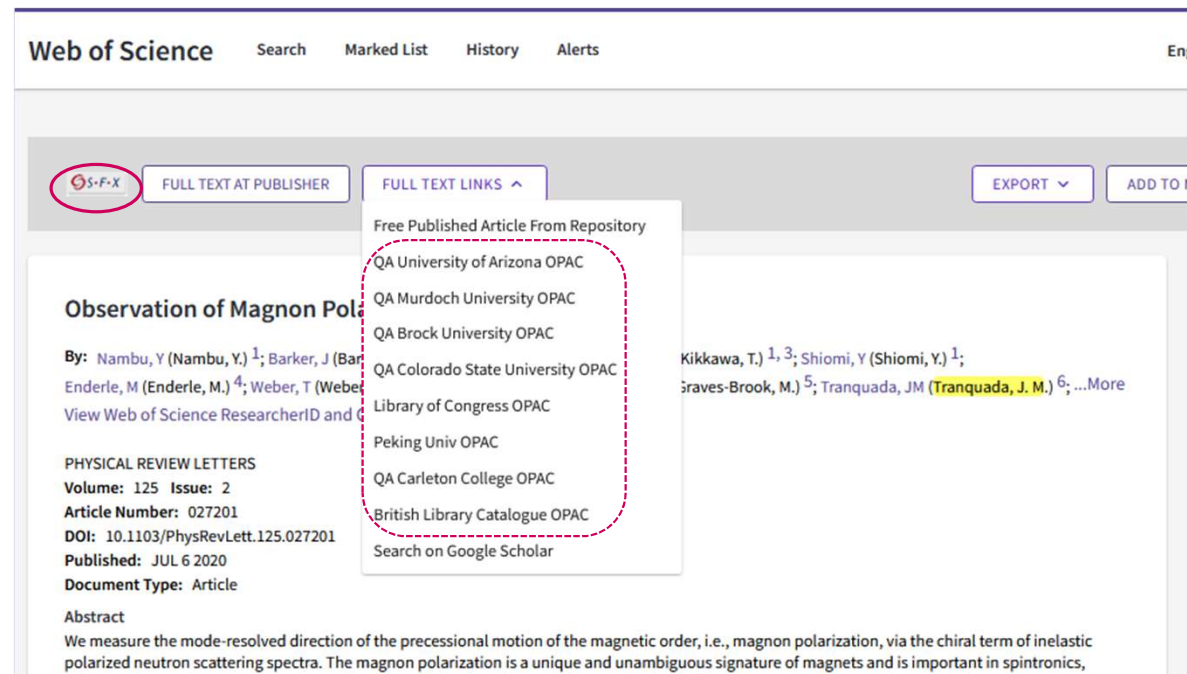 Web of Science Search Marked List History Alerts
S·F·X FULL TEXT AT PUBLISHER FULL TEXT LINKS EXPORT ADD TO
Free Published Article From Repository
QA University of Arizona OPAC
QA Murdoch University OPAC
QA Brock University OPAC
QA Colorado State University OPAC
Library of Congress OPAC
Peking Univ OPAC
QA Carleton College OPAC
British Library Catalogue OPAC
Search on Google Scholar
Observation of Magnon
By: Nambu, Y (Nambu, Y.) 1; Barker, J Kikkawa, T.) 1, 3; Shiomi, Y (Shiomi, Y.) 1;
Enderle, M (Enderle, M.) 4; Weber, T Graves-Brook, M.) 5; Tranquada, JM (Tranquada, J. M.) 6; ...More
View Web of Science ResearcherID and
PHYSICAL REVIEW LETTERS
Volume: 125 Issue: 2
Article Number: 027201
DOI: 10.1103/PhysRevLett.125.027201
Published: JUL 6 2020
Document Type: Article
Abstract
We measure the mode-resolved direction of the precessional motion of the magnetic order, i.e., magnon polarization, via the chiral term of inelastic
polarized neutron scattering spectra. The magnon polarization is a unique and unambiguous signature of magnets and is important in spintronics,